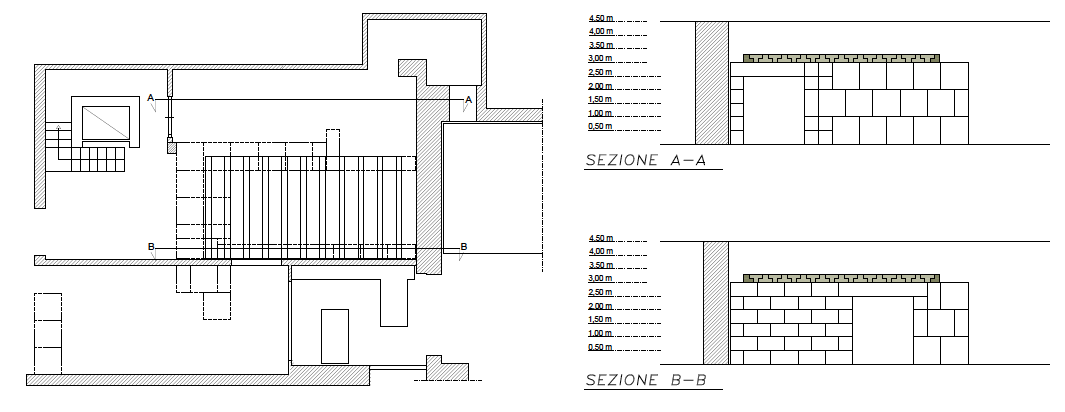 A
A
B
B
4.50 m
4,00 m
3.50 m
3,00 m
2,50 m
2.00 m
1,50 m
1.00 m
0,50 m
SEZIONE A-A
4.50 m
4,00 m
3.50 m
3,00 m
2,50 m
2.00 m
1,50 m
1.00 m
0.50 m
SEZIONE B-B